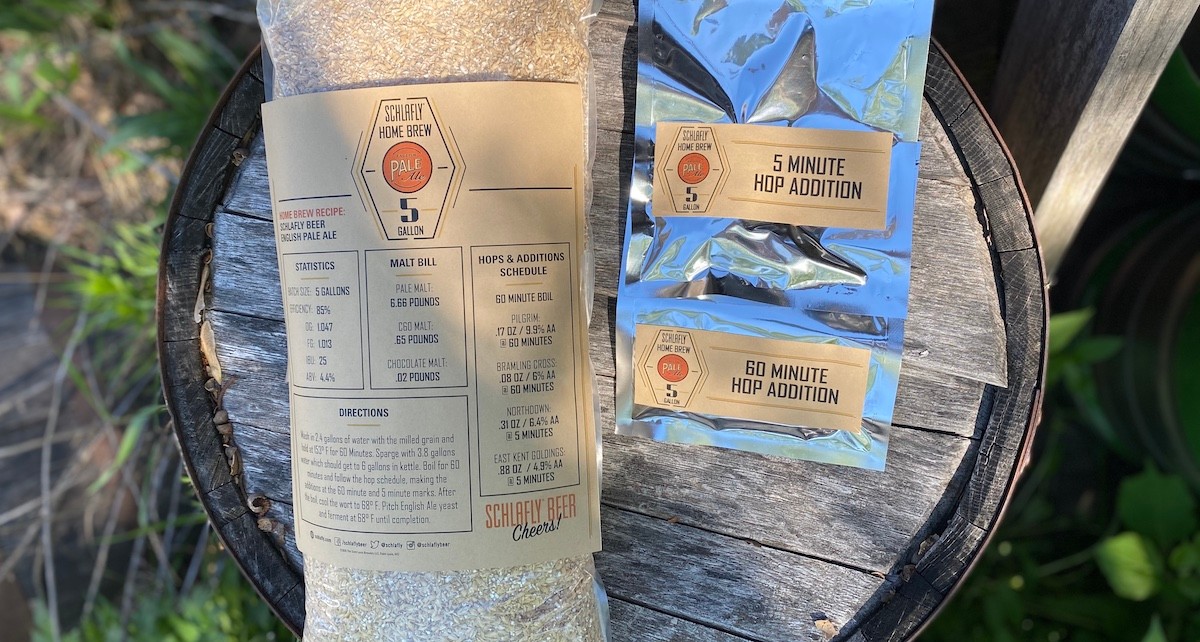 SCHLAFLY
HOME BREW
PALE
Ale
5
GALLON
HOME BREW RECIPE:
SCHLAFLY BEER
ENGLISH PALE ALE
STATISTICS
BATCH SIZE: 5 GALLONS
EFFICIENCY: 85%
OG: 1.047
FG: 1.013
IBU: 25
ABV: 4.4%
MALT BILL
PALE MALT:
6.66 POUNDS
C60 MALT:
.65 POUNDS
CHOCOLATE MALT:
.02 POUNDS
HOPS & ADDITIONS
SCHEDULE
60 MINUTE BOIL
PILGRIM:
.17 OZ / 9.9% AA
@ 60 MINUTES
BRAMLING CROSS:
.08 OZ / 6% AA
@ 60 MINUTES
NORTHDOWN:
.31 OZ / 6.4% AA
@ 5 MINUTES
EAST KENT GOLDINGS:
.88 OZ / 4.9% AA
@ 5 MINUTES
DIRECTIONS
Mash in 2.4 gallons of water with the milled grain and
hold at 153° F for 60 Minutes. Sparge with 3.8 gallons
water which should get to 6 gallons in kettle. Boil for 60
minutes and follow the hop schedule, making the
additions at the 60 minute and 5 minute marks. After
the boil, cool the wort to 68° F. Pitch English Ale yeast
and ferment at 68° F until completion.
SCHLAFLY BEER
Cheers!
schlafly.com /schlaflybeer @schlafly @schlaflybeer
SCHLAFLY
HOME BREW
PALE
Ale
5
GALLON
5 MINUTE
HOP ADDITION
SCHLAFLY
HOME BREW
PALE
Ale
5
GALLON
60 MINUTE
HOP ADDITION